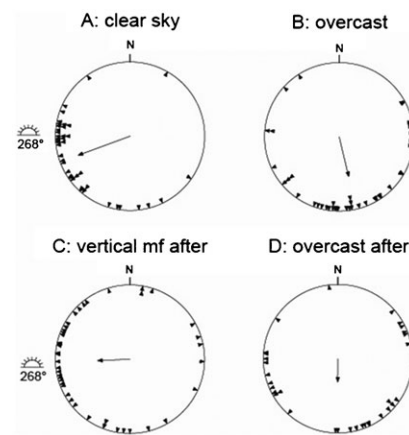 A: clear sky
B: overcast
N
N
268°
C: vertical mf after
D: overcast after
N
N
268°